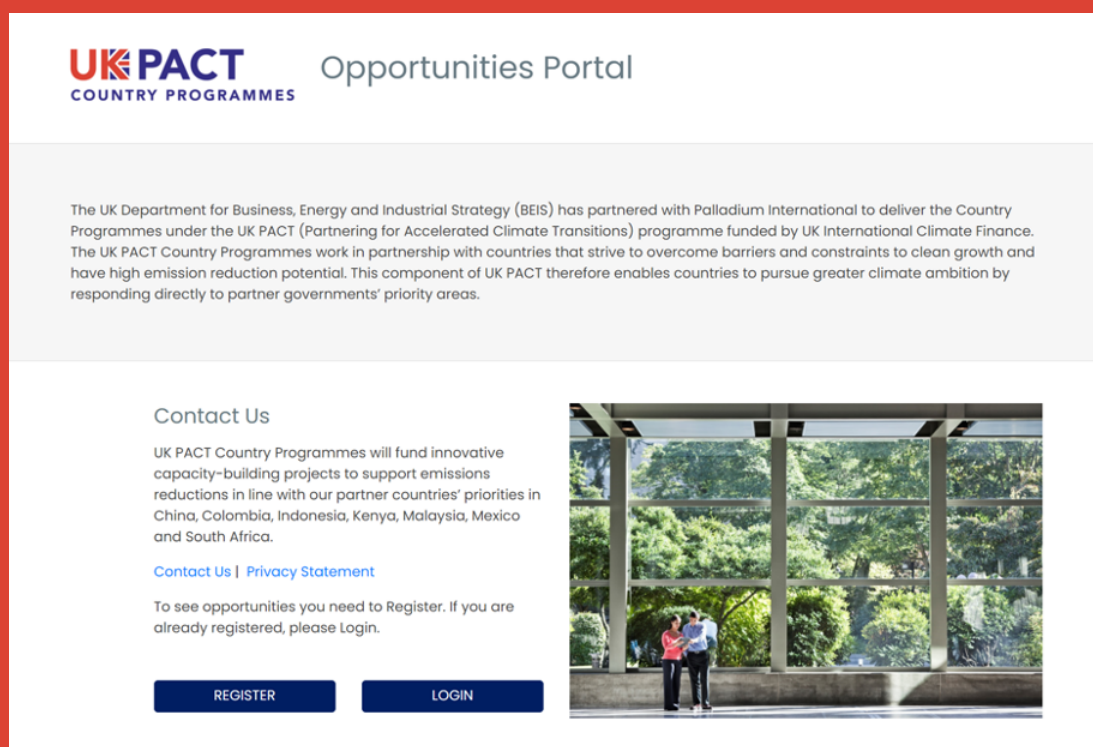 UK PACT
COUNTRY PROGRAMMES
Opportunities Portal
The UK Department for Business, Energy and Industrial Strategy (BEIS) has partnered with Palladium International to deliver the Country
Programmes under the UK PACT (Partnering for Accelerated Climate Transitions) programme funded by UK International Climate Finance.
The UK PACT Country Programmes work in partnership with countries that strive to overcome barriers and constraints to clean growth and
have high emission reduction potential. This component of UK PACT therefore enables countries to pursue greater climate ambition by
responding directly to partner governments’ priority areas.
Contact Us
UK PACT Country Programmes will fund innovative
capacity-building projects to support emissions
reductions in line with our partner countries’ priorities in
China, Colombia, Indonesia, Kenya, Malaysia, Mexico
and South Africa.
Contact Us | Privacy Statement
To see opportunities you need to Register. If you are
already registered, please Login.
REGISTER
LOGIN